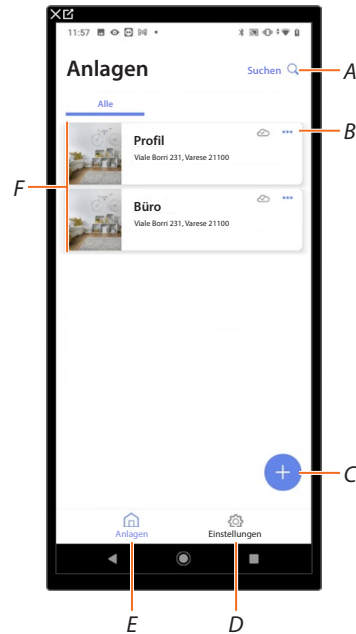 11:57
Anlagen
Suchen
A
Alle
B
Profil
Viale Borri 231, Varese 21100
F
Büro
Viale Borri 231, Varese 21100
C
Anlagen
Einstellungen
E
D